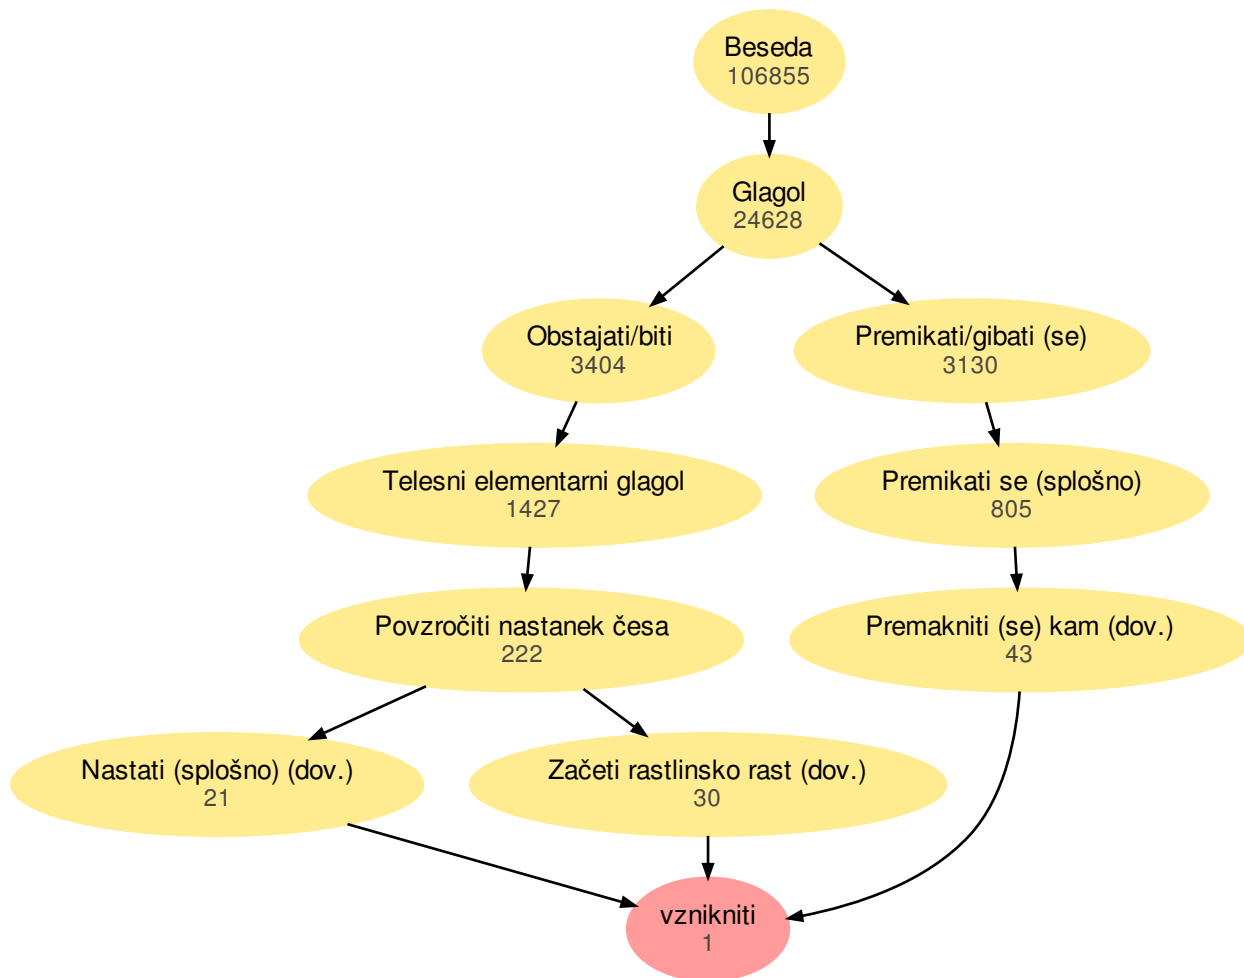 Beseda
106855
Glagol
24628
Obstajati/biti
3404
Premikati/gibati (se)
3130
Telesni elementarni glagol
1427
Premikati se (splošno)
805
Povzročiti nastanek česa
222
Premakniti (se) kam (dov.)
43
Nastati (splošno) (dov.)
21
Začeti rastlinsko rast (dov.)
30
vznikniti
1